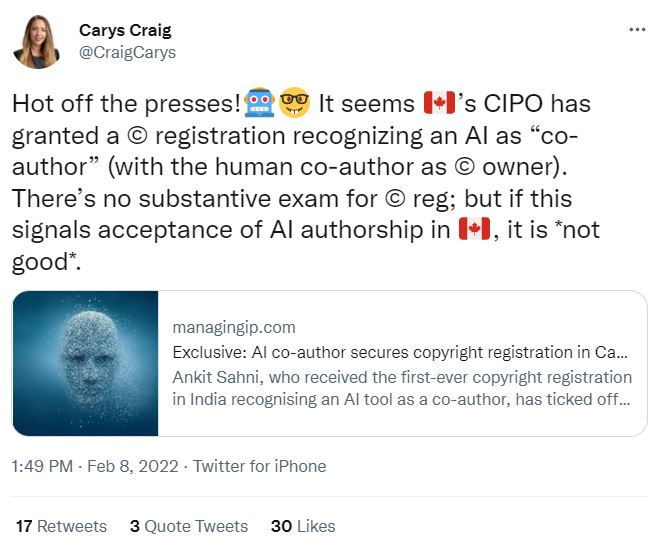 Carys Craig
@CraigCarys
Hot off the presses!🤖🤓 It seems 🇨🇦's CIPO has
granted a © registration recognizing an AI as “co-
author” (with the human co-author as © owner).
There's no substantive exam for © reg; but if this
signals acceptance of AI authorship in 🇨🇦, it is *not
good*.
managingip.com
Exclusive: AI co-author secures copyright registration in Ca...
Ankit Sahni, who received the first-ever copyright registration
in India recognising an AI tool as a co-author, has ticked off...
1:49 PM · Feb 8, 2022 · Twitter for iPhone
17 Retweets 3 Quote Tweets 30 Likes